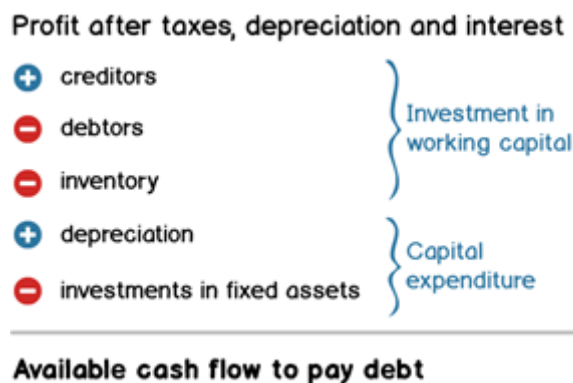 Profit after taxes, depreciation and interest
+ creditors
- debtors
- inventory
Investment in
working capital
+ depreciation
- investments in fixed assets
Capital
expenditure
Available cash flow to pay debt